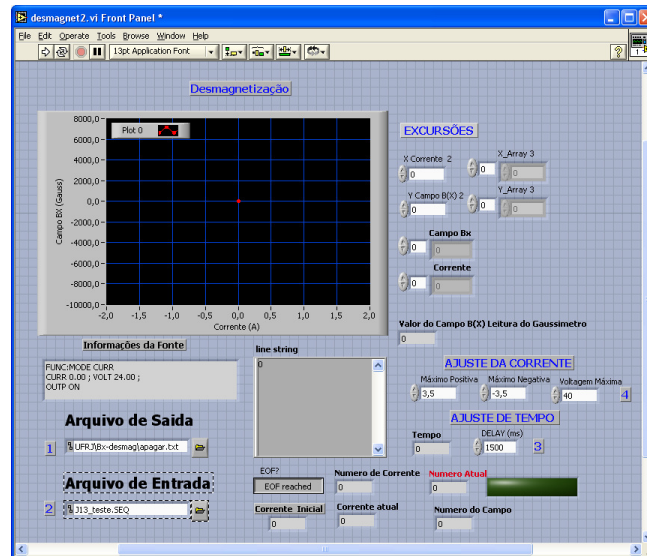 desmagnet2.vi Front Panel *
File Edit Operate Tools Browse Window Help
13pt Application Font
Desmagnetização
8000,0
6000,0
4000,0
2000,0
0,0
-2000,0
-4000,0
-6000,0
-8000,0
-10000,0
Campo BX (Gauss)
Plot 0
-2,0 -1,5 -1,0 -0,5 0,0 0,5 1,0 1,5 2,0
Corrente (A)
EXCURSÕES
X Corrente 2
0
X_Array 3
0 0
Y Campo B(X) 2
0
Y_Array 3
0 0
Campo Bx
0 0
Corrente
0 0
Valor do Campo B(X) Leitura do Gaussimetro
0
Informações da Fonte
FUNC:MODE CURR
CURR 0.00 ; VOLT 24.00 ;
OUTP ON
line string
0
AJUSTE DA CORRENTE
Máximo Positiva Máximo Negativa Voltagem Máxima
3,5 -3,5 40 4
AJUSTE DE TEMPO
Tempo
0
DELAY (ms)
1500 3
Arquivo de Saida
1 UFRJ\Bx-desmag\apagar.txt
Arquivo de Entrada
2 J13_teste.SEQ
EOF?
EOF reached
Numero de Corrente
0
Numero Atual
0
Corrente Inicial
0
Corrente atual
0
Numero do Campo
0